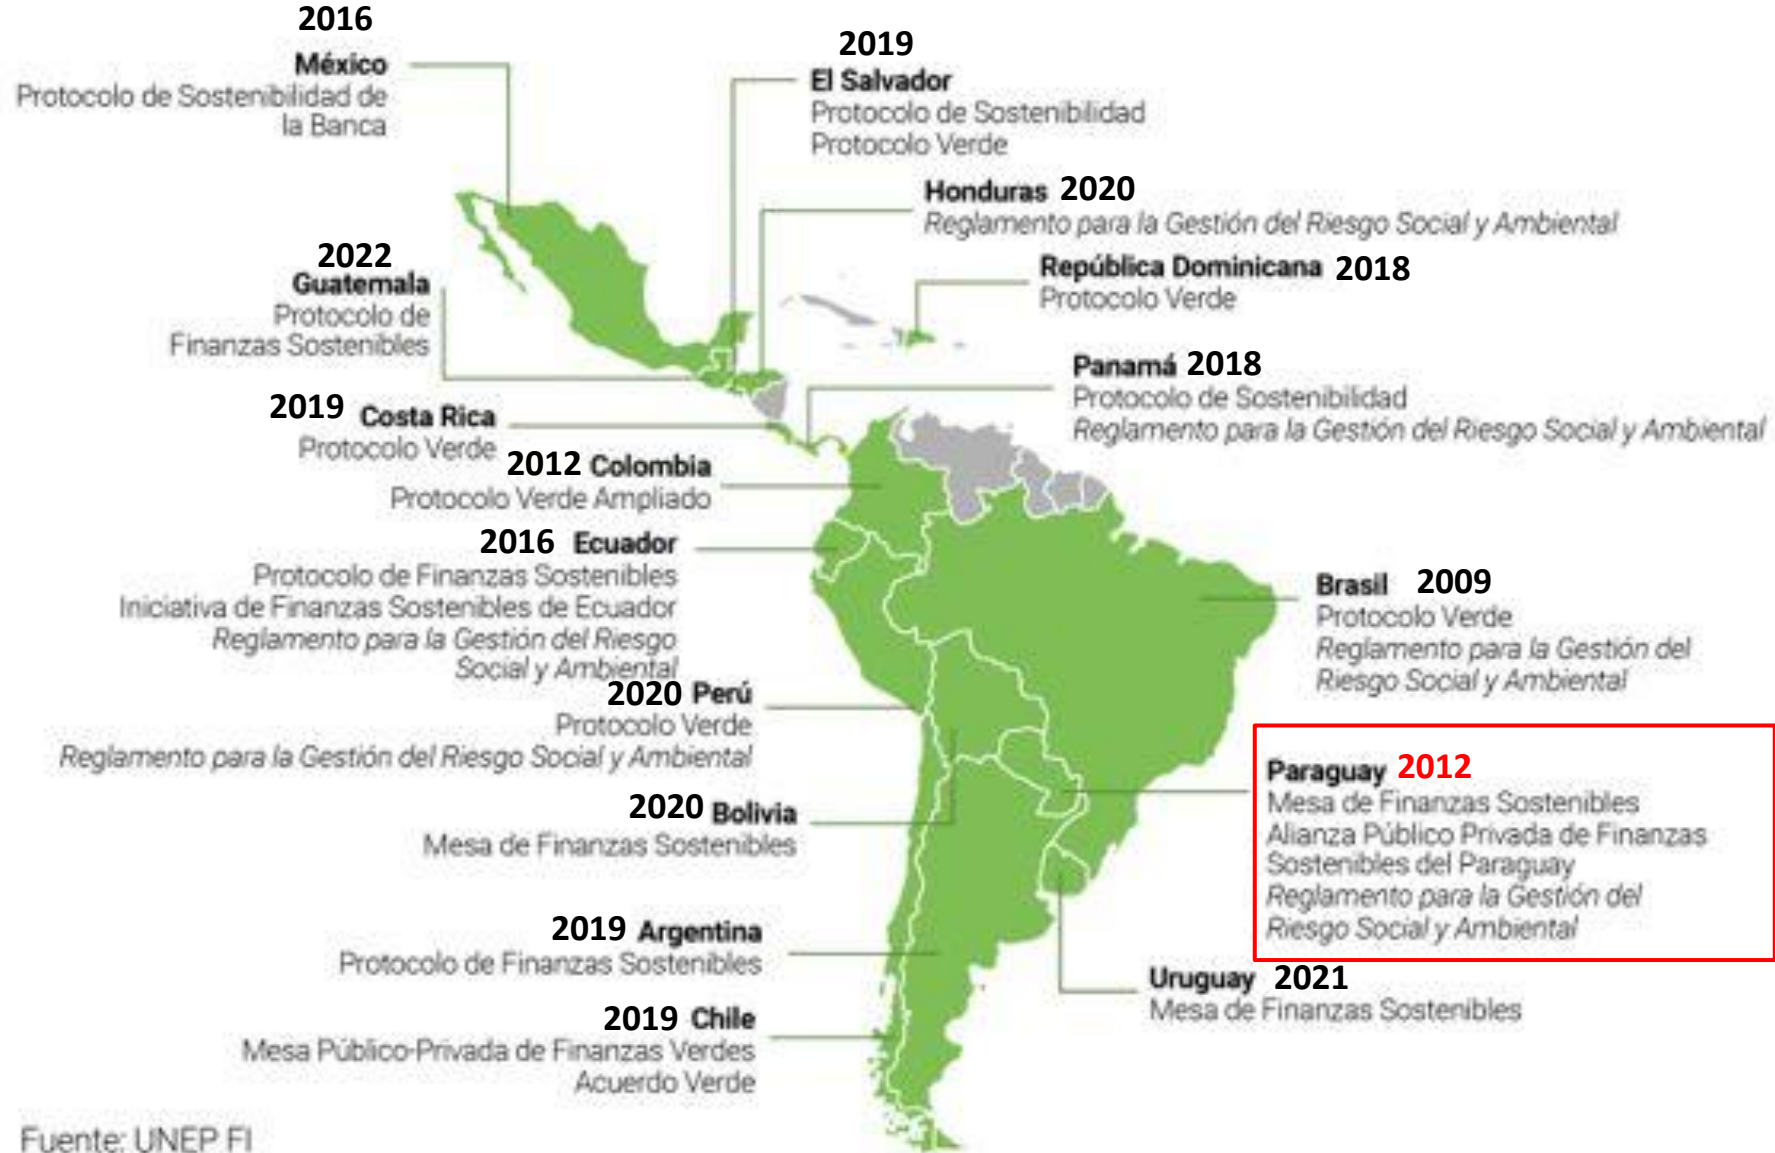 2016
México
Protocolo de Sostenibilidad de
la Banca
2019
El Salvador
Protocolo de Sostenibilidad
Protocolo Verde
Honduras 2020
Reglamento para la Gestión del Riesgo Social y Ambiental
2022
Guatemala
Protocolo de
Finanzas Sostenibles
República Dominicana 2018
Protocolo Verde
Panamá 2018
Protocolo de Sostenibilidad
Reglamento para la Gestión del Riesgo Social y Ambiental
2019 Costa Rica
Protocolo Verde
2012 Colombia
Protocolo Verde Ampliado
2016 Ecuador
Protocolo de Finanzas Sostenibles
Iniciativa de Finanzas Sostenibles de Ecuador
Reglamento para la Gestión del Riesgo
Social y Ambiental
Brasil 2009
Protocolo Verde
Reglamento para la Gestión del
Riesgo Social y Ambiental
2020 Perú
Protocolo Verde
Reglamento para la Gestión del Riesgo Social y Ambiental
Paraguay 2012
Mesa de Finanzas Sostenibles
Alianza Público Privada de Finanzas
Sostenibles del Paraguay
Reglamento para la Gestión del
Riesgo Social y Ambiental
2020 Bolivia
Mesa de Finanzas Sostenibles
2019 Argentina
Protocolo de Finanzas Sostenibles
Uruguay 2021
Mesa de Finanzas Sostenibles
2019 Chile
Mesa Público-Privada de Finanzas Verdes
Acuerdo Verde
Fuente: UNEP FI